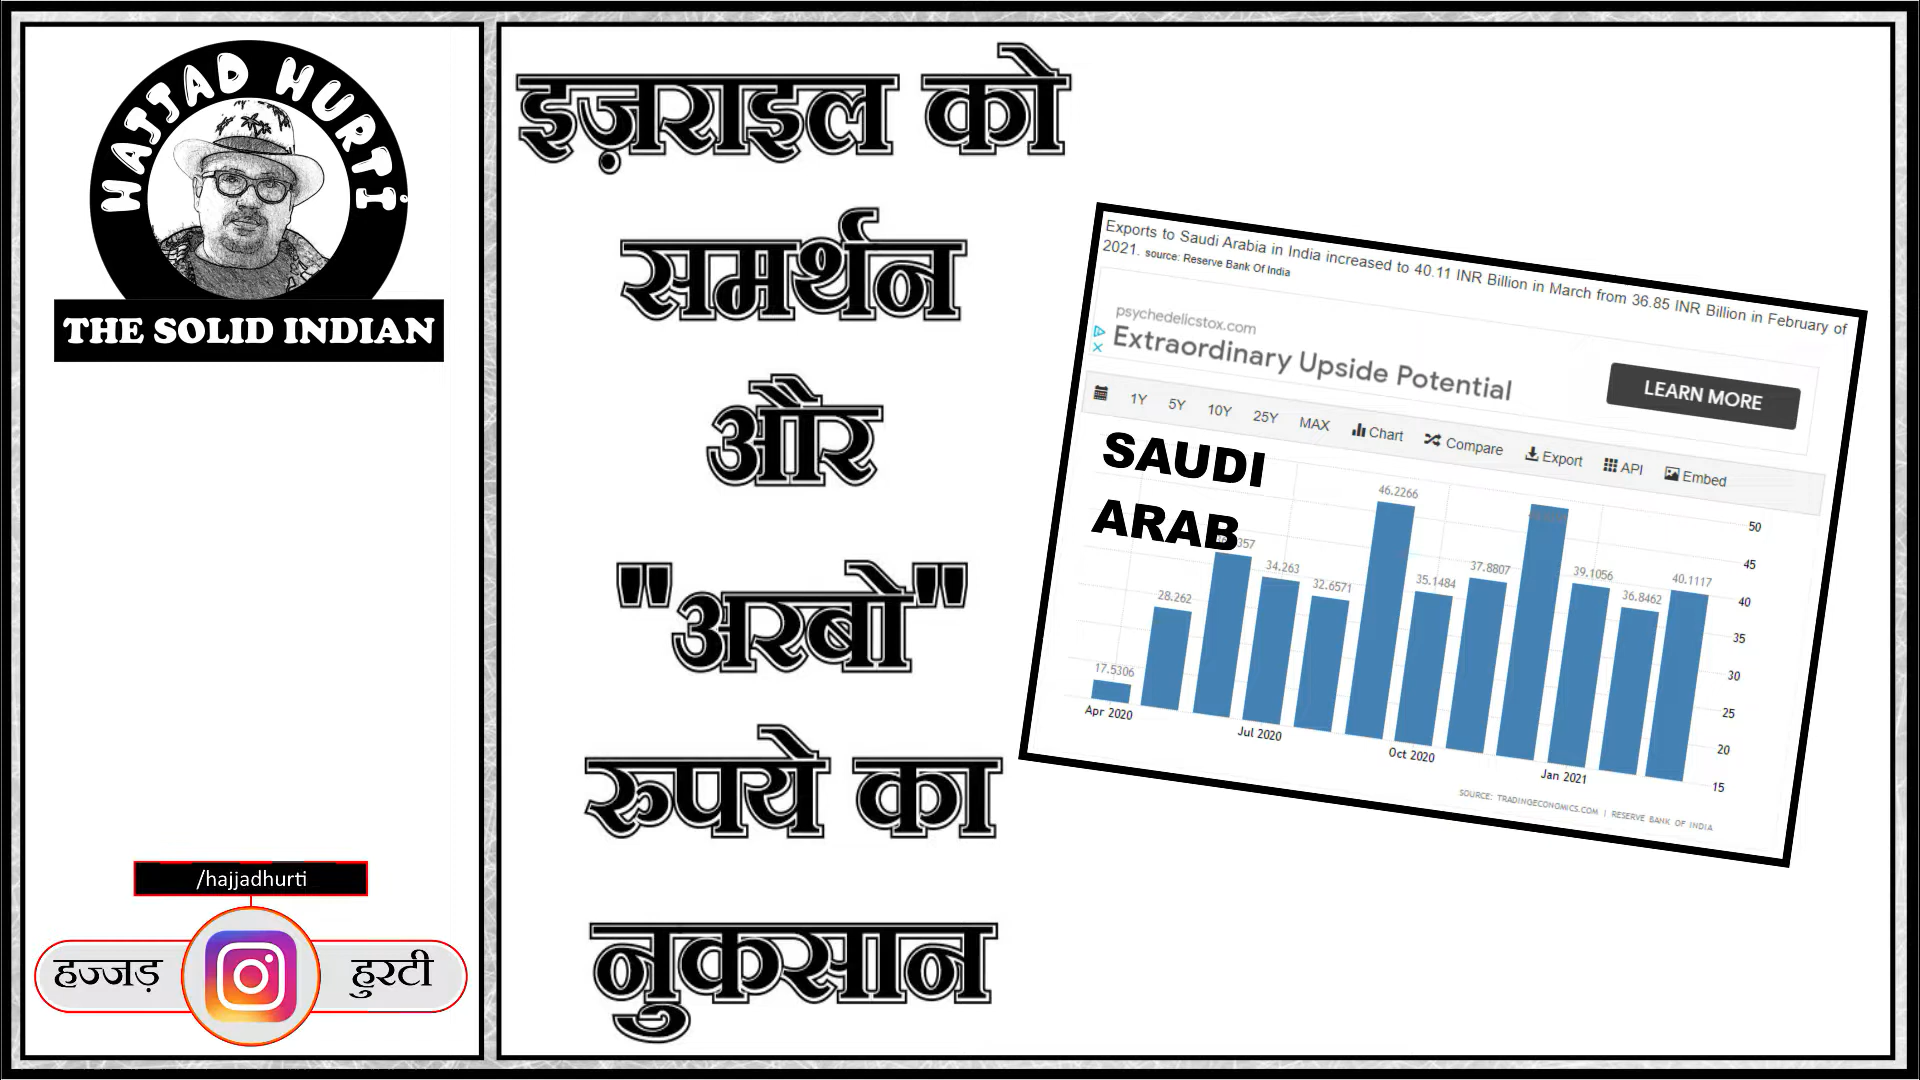 HAJJAD HURTI
THE SOLID INDIAN
/hajjadhurti
हज्जड़
हुरटी
इज़राइल को
समर्थन
और
"अरबो"
रुपये का
नुकसान
Exports to Saudi Arabia in India increased to 40.11 INR Billion in March from 36.85 INR Billion in February of
2021. source: Reserve Bank Of India
psychedelicstox.com
Extraordinary Upside Potential
LEARN MORE
1Y 5Y 10Y 25Y MAX Chart Compare Export API Embed
SAUDI
ARAB
17.5306
28.262
34.263
32.6571
46.2266
35.1484
37.8807
39.1056
36.8462
40.1117
50
45
40
35
30
25
20
15
Apr 2020
Jul 2020
Oct 2020
Jan 2021
SOURCE: TRADINGECONOMICS.COM | RESERVE BANK OF INDIA